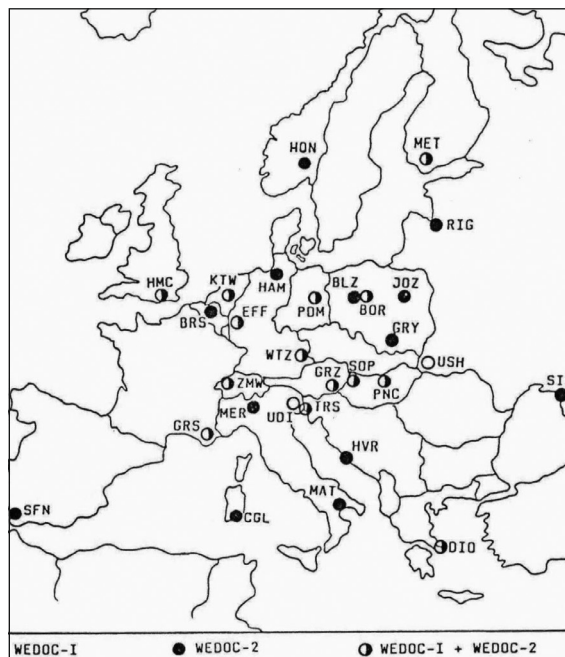 HON
MET
RIG
HMC
KTW
HAM
BLZ
JOZ
BRS
EFF
PDM
BOR
GRY
WTZ
USH
ZMW
GRZ
SOP
PNC
SI
MER
UDI
TRS
GRS
HVR
SFN
CGL
MAT
DIO
WEDOC-I
WEDOC-2
WEDOC-I + WEDOC-2